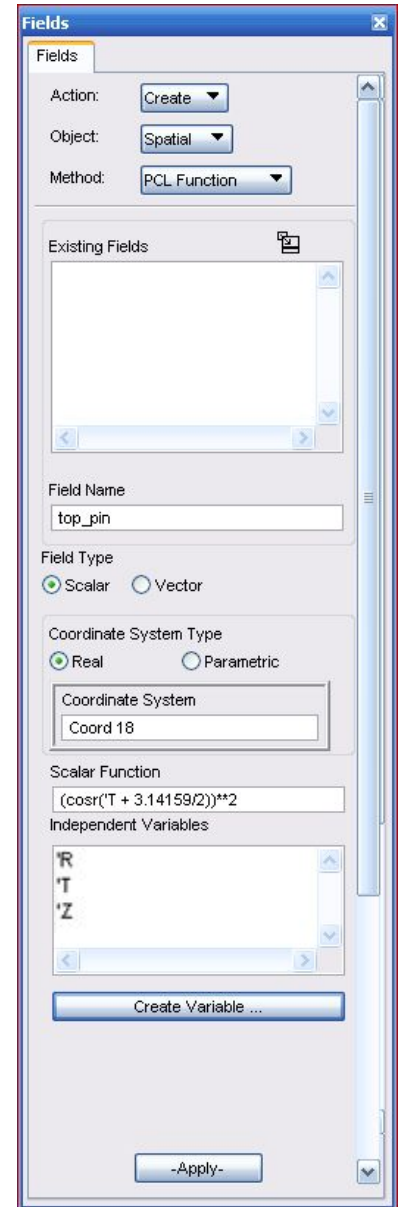 Fields
Fields
Action: Create
Object: Spatial
Method: PCL Function
Existing Fields
Field Name
top_pin
Field Type
Scalar Vector
Coordinate System Type
Real Parametric
Coordinate System
Coord 18
Scalar Function
(cosr('T + 3.14159/2))**2
Independent Variables
'R
'T
'Z
Create Variable ...
-Apply-